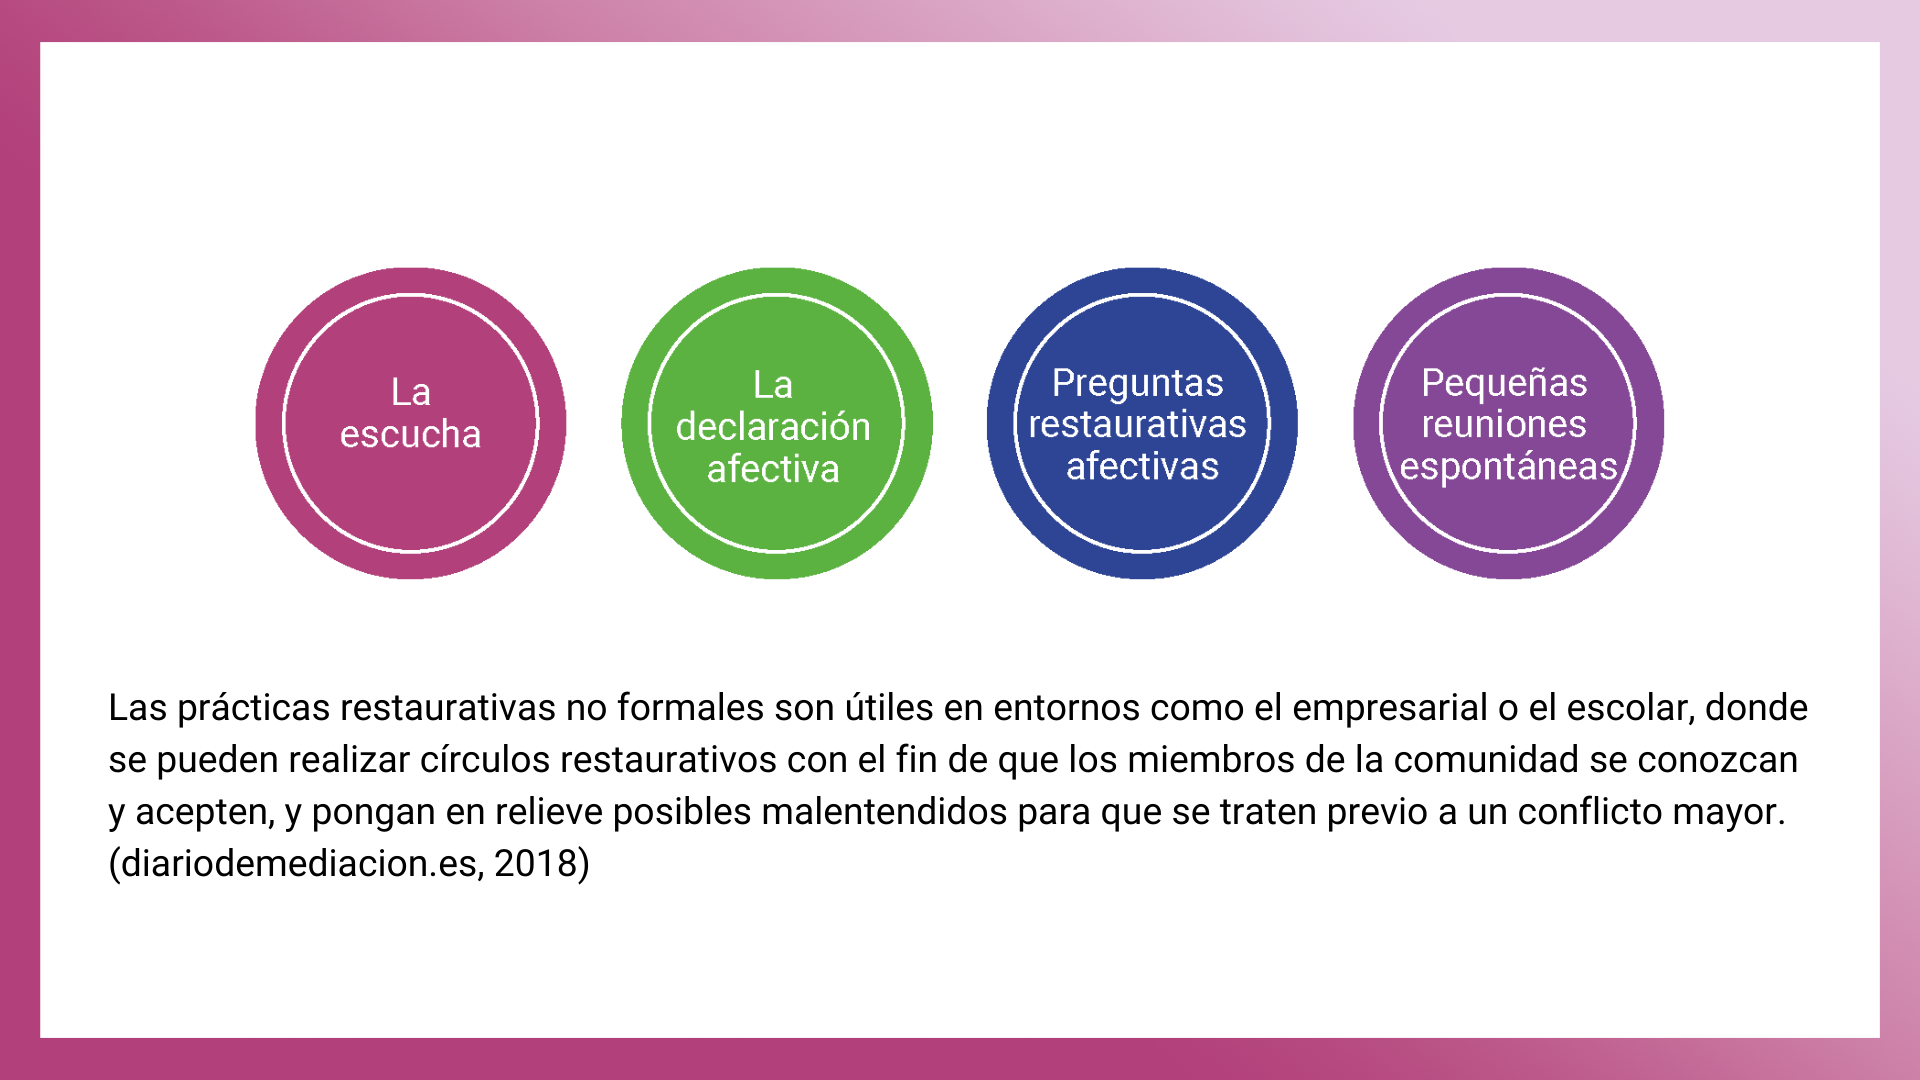 La
escucha
La
declaración
afectiva
Preguntas
restaurativas
afectivas
Pequeñas
reuniones
espontáneas
Las prácticas restaurativas no formales son útiles en entornos como el empresarial o el escolar, donde
se pueden realizar círculos restaurativos con el fin de que los miembros de la comunidad se conozcan
y acepten, y pongan en relieve posibles malentendidos para que se traten previo a un conflicto mayor.
(diariodemediacion.es, 2018)